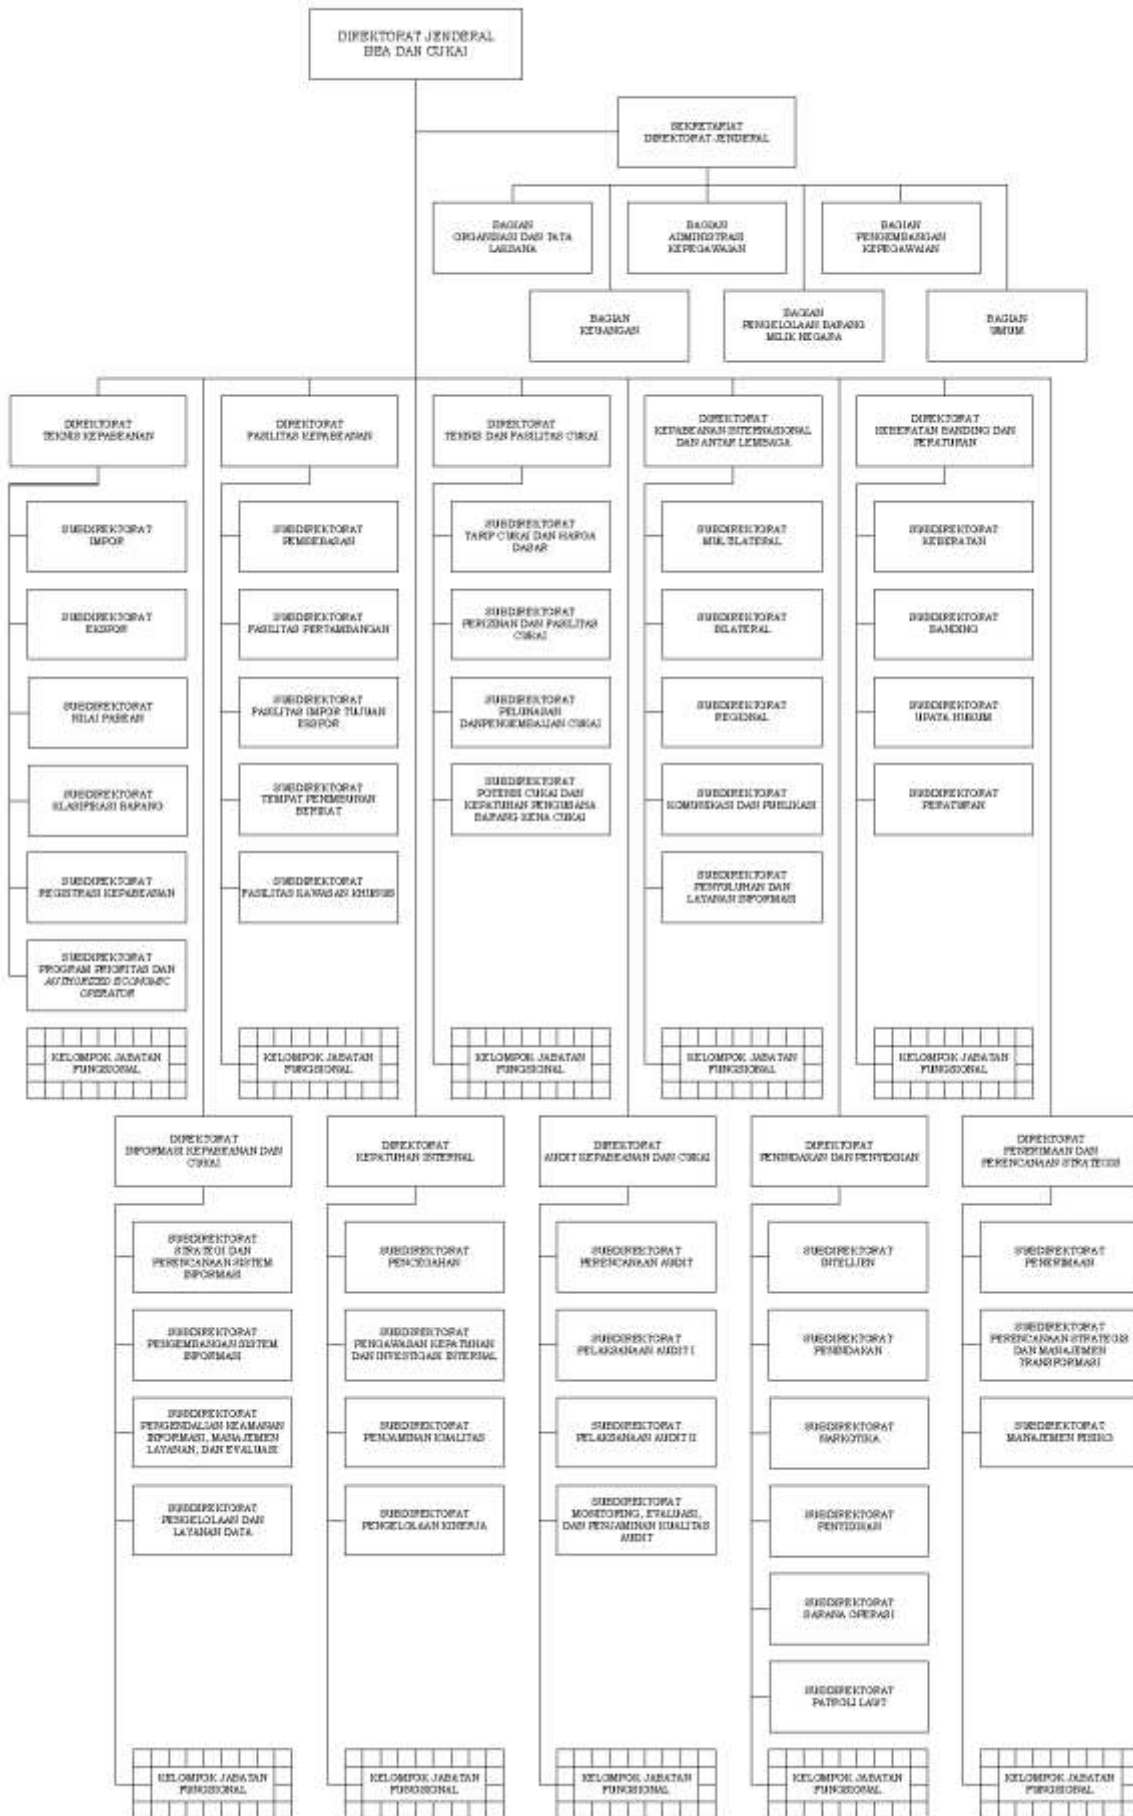 DIREKTORAT JENDERAL
BEA DAN CUKAI
SEKRETARIAT
DIREKTORAT JENDERAL
BAGIAN
ORGANISASI DAN TATA
LAKSANA
BAGIAN
ADMINISTRASI
KEPEGAWAIAN
BAGIAN
PENGEMBANGAN
KEPEGAWAIAN
BAGIAN
KEUANGAN
BAGIAN
PENGELOLAAN BARANG
MILIK NEGARA
BAGIAN
UMUM
DIREKTORAT
TEKNIS KEPABEANAN
DIREKTORAT
FASILITAS KEPABEANAN
DIREKTORAT
TEKNIS DAN FASILITAS CUKAI
DIREKTORAT
KEPABEANAN INTERNASIONAL
DAN ANTAR LEMBAGA
DIREKTORAT
KEBERATAN BANDING DAN
PERATURAN
SUBDIREKTORAT
IMPOR
SUBDIREKTORAT
PEMBEBASAN
SUBDIREKTORAT
TARIF CUKAI DAN HARGA
DASAR
SUBDIREKTORAT
MULTILATERAL
SUBDIREKTORAT
KEBERATAN
SUBDIREKTORAT
EKSPOR
SUBDIREKTORAT
FASILITAS PERTAMBANGAN
SUBDIREKTORAT
PERIZINAN DAN FASILITAS
CUKAI
SUBDIREKTORAT
BILATERAL
SUBDIREKTORAT
BANDING
SUBDIREKTORAT
NILAI PABEAN
SUBDIREKTORAT
FASILITAS IMPOR TUJUAN
EKSPOR
SUBDIREKTORAT
PELUNASAN
DANPENGEMBALIAN CUKAI
SUBDIREKTORAT
REGIONAL
SUBDIREKTORAT
UPAYA HUKUM
SUBDIREKTORAT
KLASIFIKASI BARANG
SUBDIREKTORAT
TEMPAT PENIMBUNAN
BERIKAT
SUBDIREKTORAT
POTENSI CUKAI DAN
KEPATUHAN PENGUSAHA
BARANG KENA CUKAI
SUBDIREKTORAT
KOMUNIKASI DAN PUBLIKASI
SUBDIREKTORAT
PERATURAN
SUBDIREKTORAT
REGISTRASI KEPABEANAN
SUBDIREKTORAT
FASILITAS KAWASAN KHUSUS
SUBDIREKTORAT
PENYULUHAN DAN
LAYANAN INFORMASI
SUBDIREKTORAT
PROGRAM PRIORITAS DAN
AUTHORIZED ECONOMIC
OPERATOR
KELOMPOK JABATAN
FUNGSIONAL
KELOMPOK JABATAN
FUNGSIONAL
KELOMPOK JABATAN
FUNGSIONAL
KELOMPOK JABATAN
FUNGSIONAL
KELOMPOK JABATAN
FUNGSIONAL
DIREKTORAT
INFORMASI KEPABEANAN DAN
CUKAI
DIREKTORAT
KEPATUHAN INTERNAL
DIREKTORAT
AUDIT KEPABEANAN DAN CUKAI
DIREKTORAT
PENINDAKAN DAN PENYIDIKAN
DIREKTORAT
PENERIMAAN DAN
PERENCANAAN STRATEGIS
SUBDIREKTORAT
STRATEGI DAN
PERENCANAAN SISTEM
INFORMASI
SUBDIREKTORAT
PENCEGAHAN
SUBDIREKTORAT
PERENCANAAN AUDIT
SUBDIREKTORAT
INTELIJEN
SUBDIREKTORAT
PENERIMAAN
SUBDIREKTORAT
PENGEMBANGAN SISTEM
INFORMASI
SUBDIREKTORAT
PENGAWASAN KEPATUHAN
DAN INVESTIGASI INTERNAL
SUBDIREKTORAT
PELAKSANAAN AUDIT I
SUBDIREKTORAT
PENINDAKAN
SUBDIREKTORAT
PERENCANAAN STRATEGIS
DAN MANAJEMEN
TRANSFORMASI
SUBDIREKTORAT
PENGENDALIAN KEAMANAN
INFORMASI, MANAJEMEN
LAYANAN, DAN EVALUASI
SUBDIREKTORAT
PENJAMINAN KUALITAS
SUBDIREKTORAT
PELAKSANAAN AUDIT II
SUBDIREKTORAT
NARKOTIKA
SUBDIREKTORAT
MANAJEMEN RISIKO
SUBDIREKTORAT
PENGELOLAAN DAN
LAYANAN DATA
SUBDIREKTORAT
PENGELOLAAN KINERJA
SUBDIREKTORAT
MONITORING, EVALUASI,
DAN PENJAMINAN KUALITAS
AUDIT
SUBDIREKTORAT
PENYIDIKAN
SUBDIREKTORAT
SARANA OPERASI
SUBDIREKTORAT
PATROLI LAUT
KELOMPOK JABATAN
FUNGSIONAL
KELOMPOK JABATAN
FUNGSIONAL
KELOMPOK JABATAN
FUNGSIONAL
KELOMPOK JABATAN
FUNGSIONAL
KELOMPOK JABATAN
FUNGSIONAL